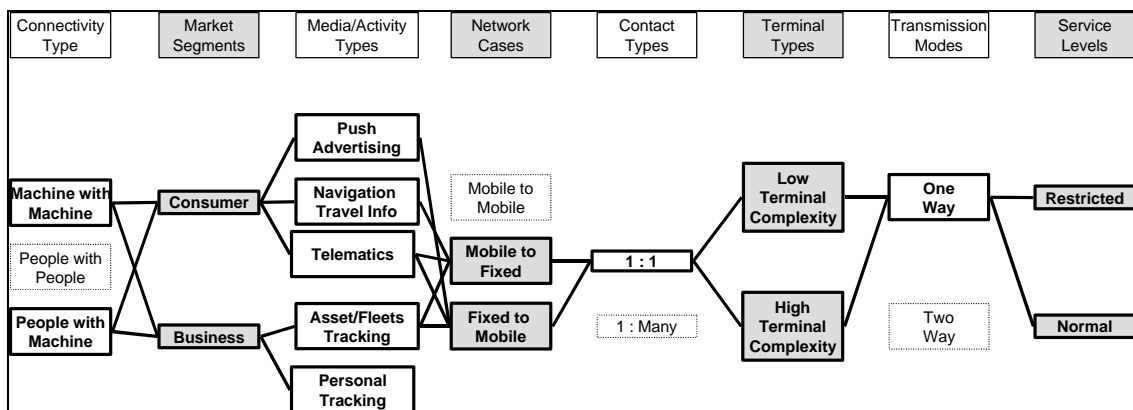 Connectivity
Type
Market
Segments
Media/Activity
Types
Network
Cases
Contact
Types
Terminal
Types
Transmission
Modes
Service
Levels
Machine with
Machine
People with
People
People with
Machine
Consumer
Business
Push
Advertising
Navigation
Travel Info
Telematics
Asset/Fleets
Tracking
Personal
Tracking
Mobile to
Mobile
Mobile to
Fixed
Fixed to
Mobile
1 : 1
1 : Many
Low
Terminal
Complexity
High
Terminal
Complexity
One
Way
Two
Way
Restricted
Normal